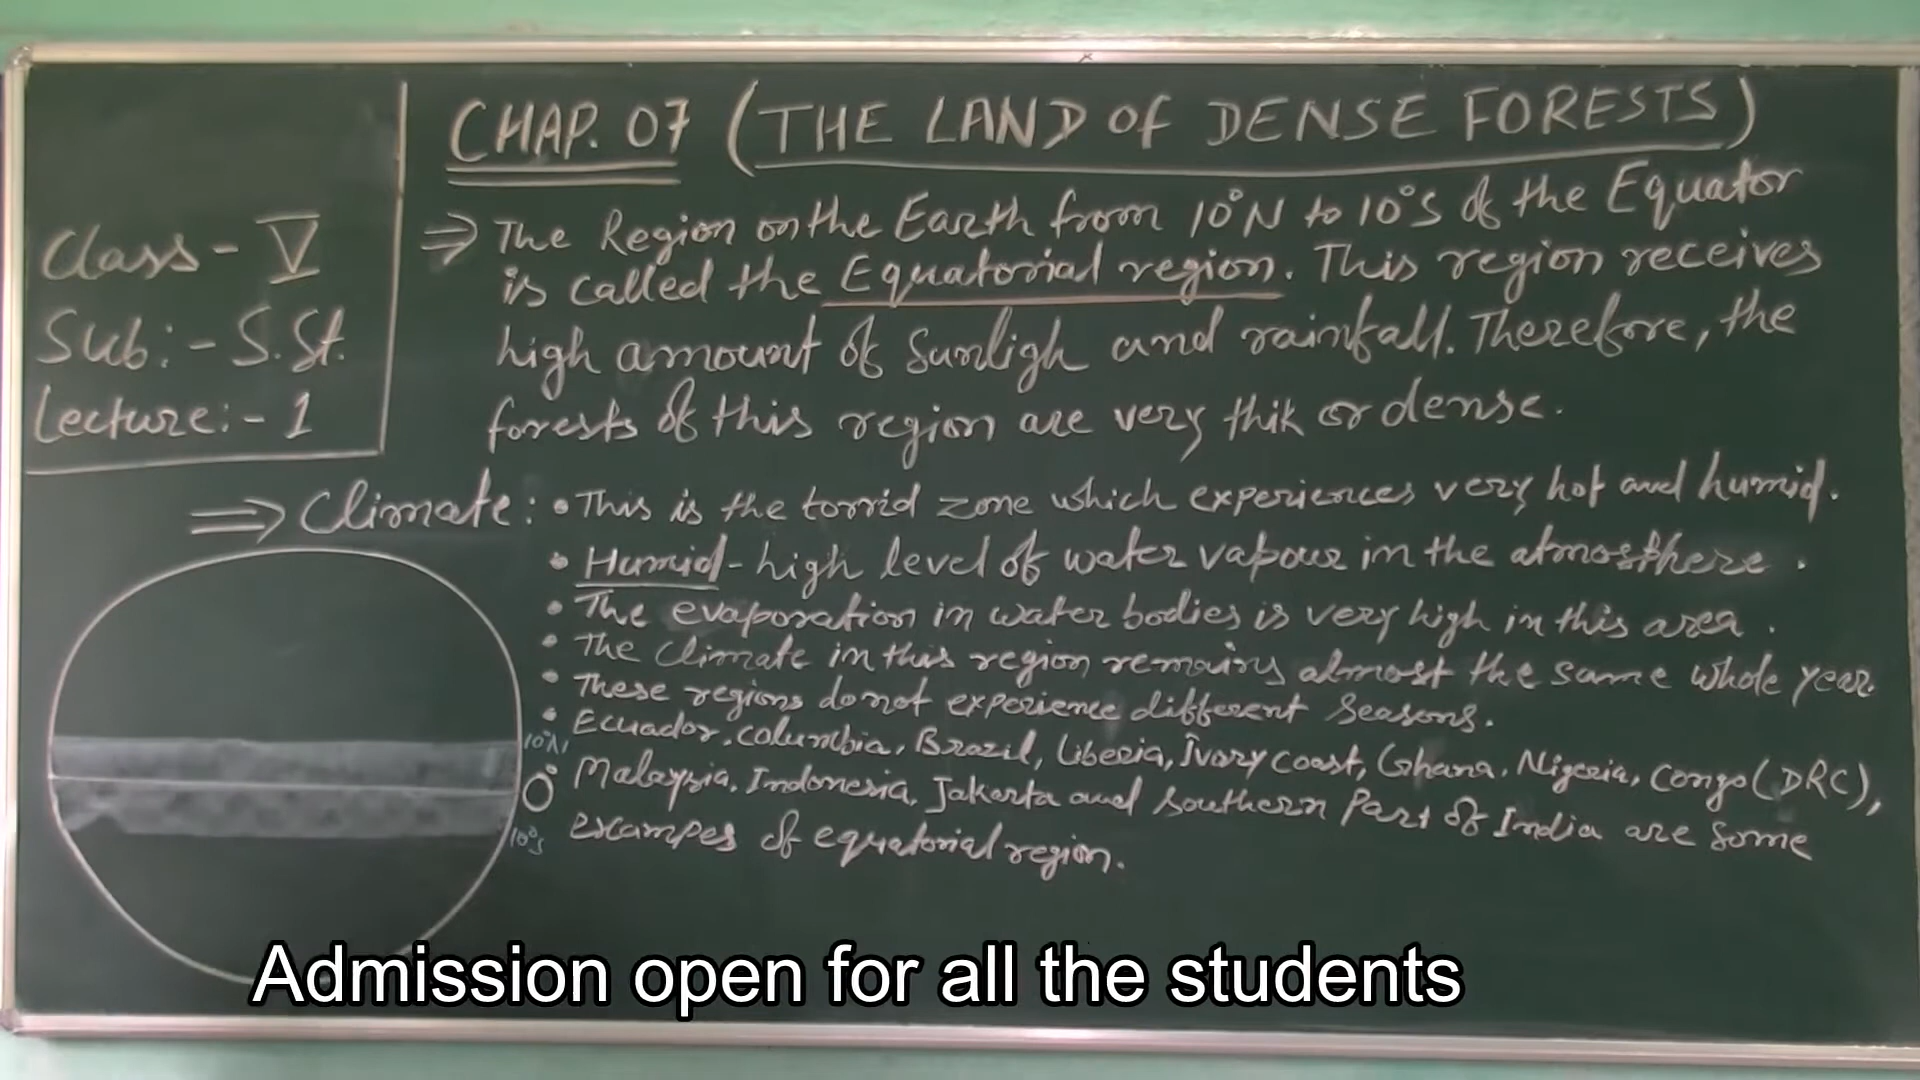 CHAP. 07 (THE LAND Of DENSE FORESTS)
Class - V
Sub:- S.St.
Lecture:- 1
⇒ The Region on the Earth from 10°N to 10°S of the Equator
is called the Equatorial region. This region receives
high amount of Sunligh and rainfall. Therefore, the
forests of this region are very thik or dense.
⇒ Climate: • This is the torrid zone which experiences very hot and humid.
• Humid - high level of water vapour in the atmosthere.
• The evaporation in water bodies is very high in this area.
• The Climate in this region remains almost the same whole year.
• These regions do not experience different Seasons.
• Ecuador, Columbia, Brazil, Liberia, Ivory Coast, Ghana, Nigeria, Congo (DRC),
Malaysia, Indonesia, Jakarta and Southern Part of India are Some
exampes of equatorial region.
10°N
0°
10°S
Admission open for all the students